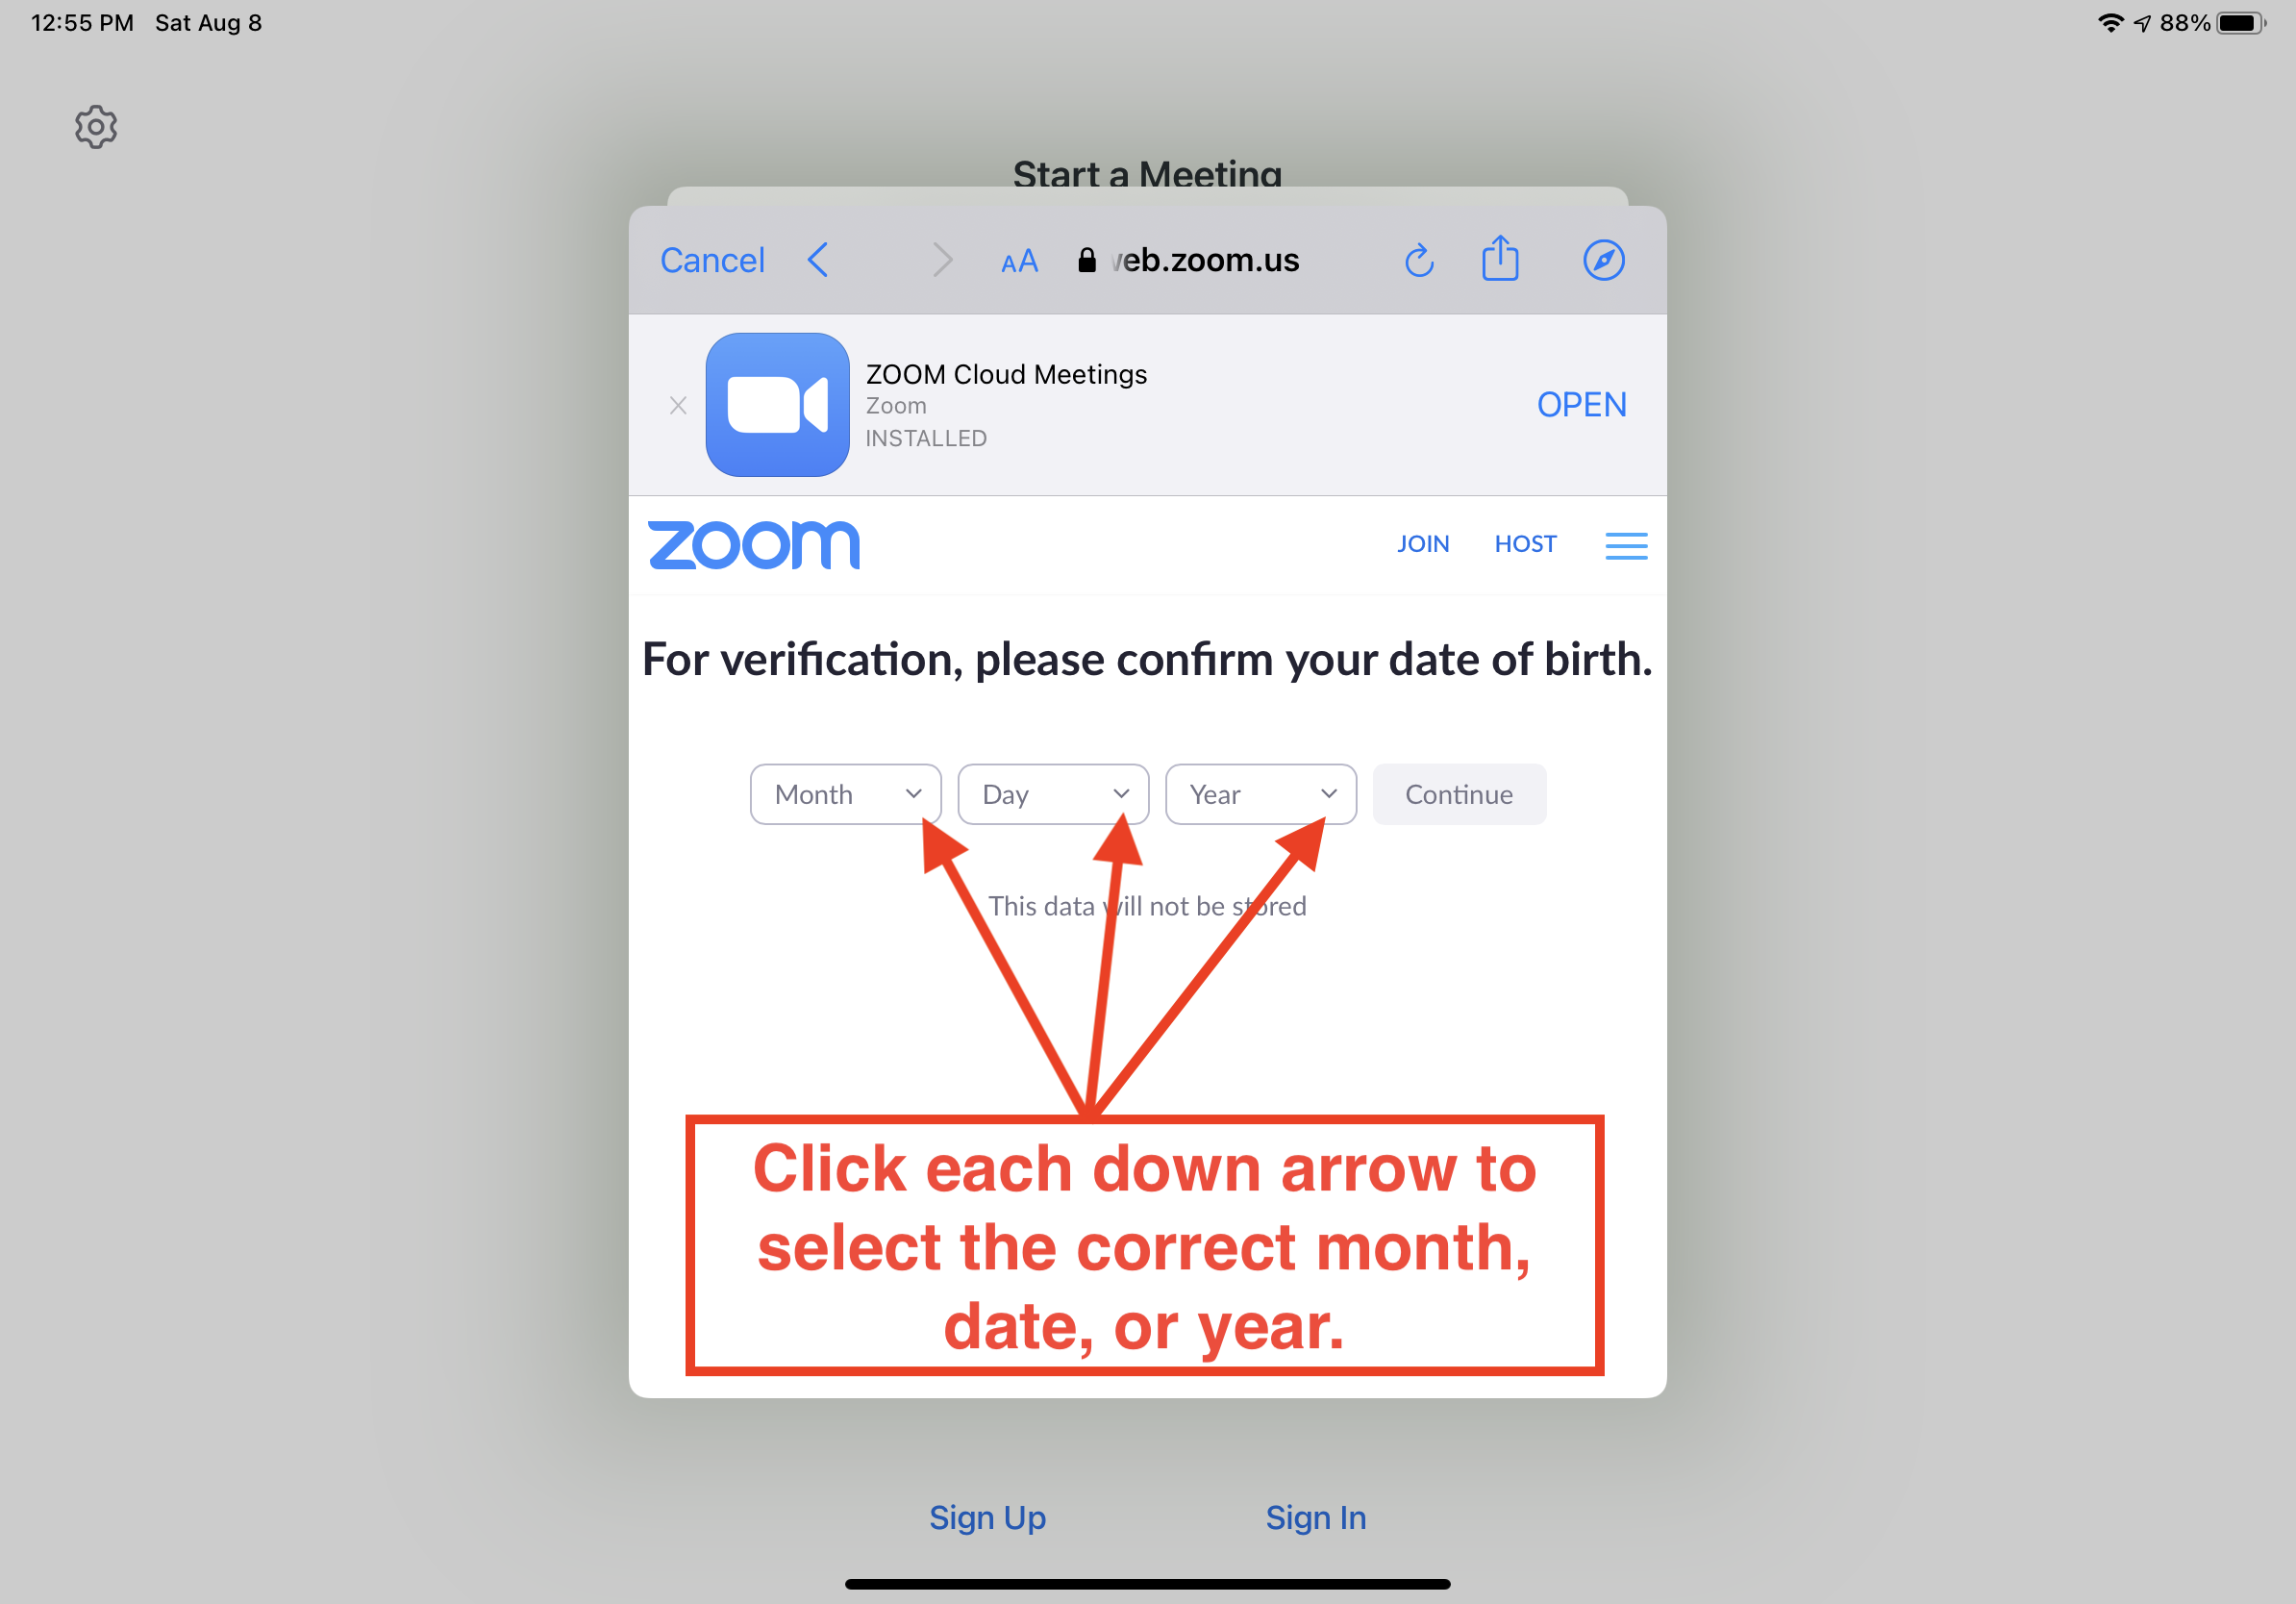 12:55 PM Sat Aug 8 88%
Start a Meeting
Cancel AA eb.zoom.us
ZOOM Cloud Meetings
Zoom
INSTALLED
OPEN
zoom JOIN HOST
For verification, please confirm your date of birth.
Month Day Year Continue
This data will not be stored
Click each down arrow to
select the correct month,
date, or year.
Sign Up Sign In